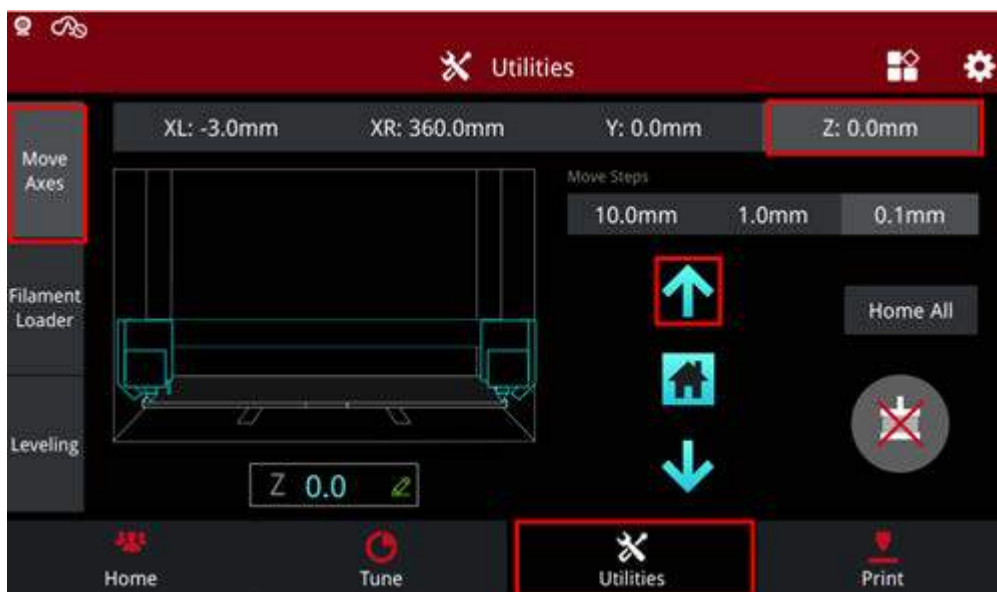 Utilities
XL: -3.0mm XR: 360.0mm Y: 0.0mm Z: 0.0mm
Move
Axes
Move Steps
10.0mm 1.0mm 0.1mm
Filament
Loader
Home All
Leveling
Z 0.0
Home Tune Utilities Print